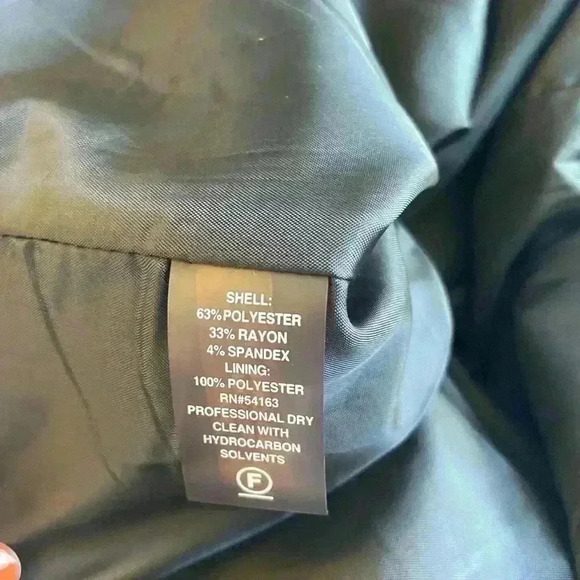 SHELL:
63% POLYESTER
33% RAYON
4% SPANDEX
LINING:
100% POLYESTER
RN#54163
PROFESSIONAL DRY
CLEAN WITH
HYDROCARBON
SOLVENTS
F